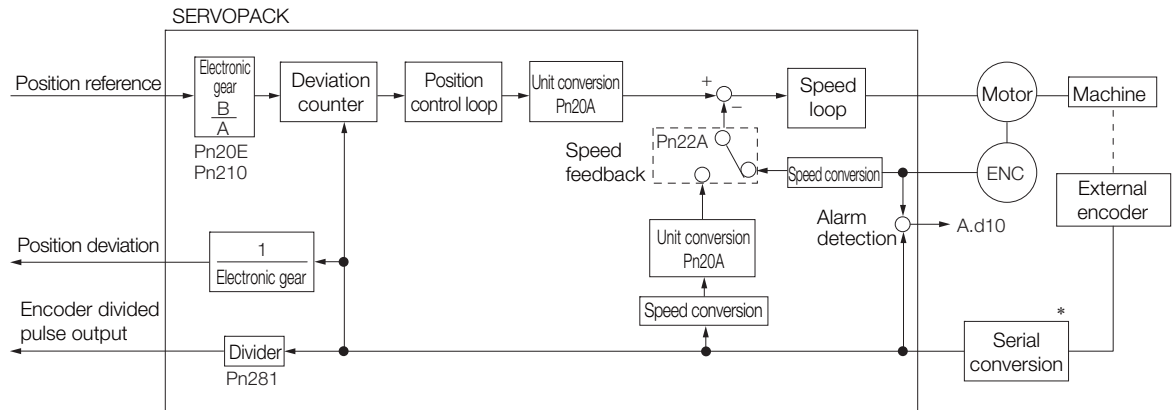 SERVOPACK
Position reference
Electronic
gear
B
A
Pn20E
Pn210
Deviation
counter
Position
control loop
Unit conversion
Pn20A
+
−
Speed
loop
Motor
Machine
Pn22A
Speed
feedback
Speed conversion
ENC
External
encoder
Alarm
detection
A.d10
Unit conversion
Pn20A
Position deviation
1
Electronic gear
Speed conversion
Encoder divided
pulse output
Divider
Pn281
*
Serial
conversion